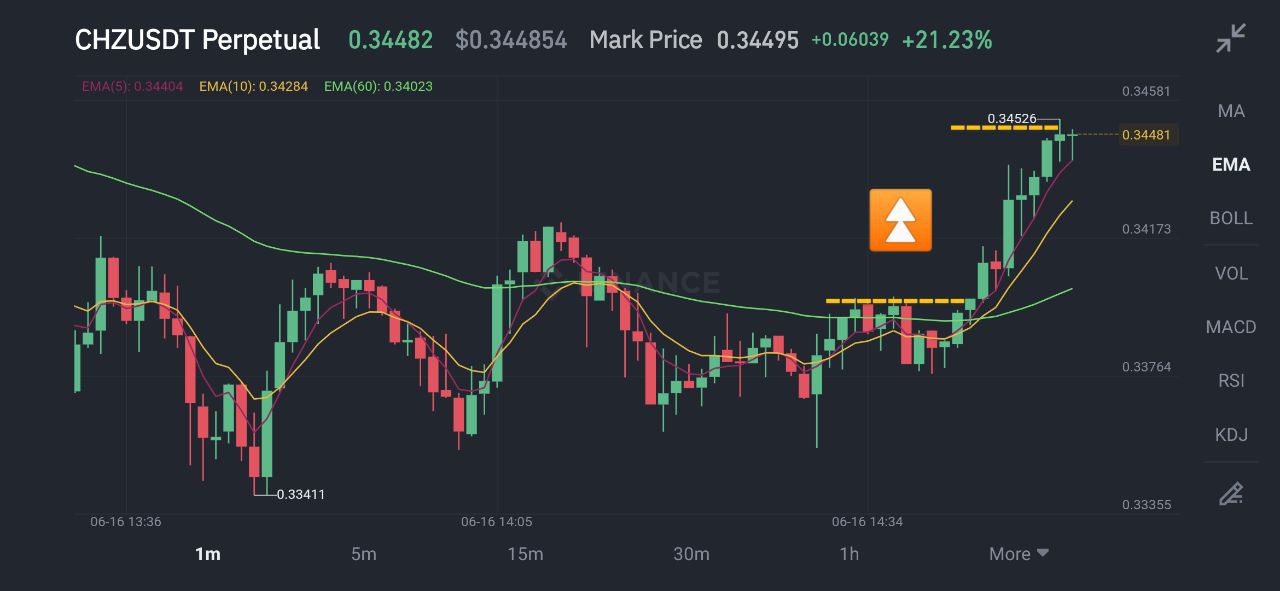 CHZUSDT Perpetual 0.34482 $0.344854 Mark Price 0.34495 +0.06039 +21.23%
EMA(5): 0.34404 EMA(10): 0.34284 EMA(60): 0.34023
0.34581
MA
0.34526
0.34481
EMA
BOLL
0.34173
VOL
BINANCE
MACD
0.33764
RSI
KDJ
0.33411
0.33355
06-16 13:36 06-16 14:05 06-16 14:34
1m 5m 15m 30m 1h More